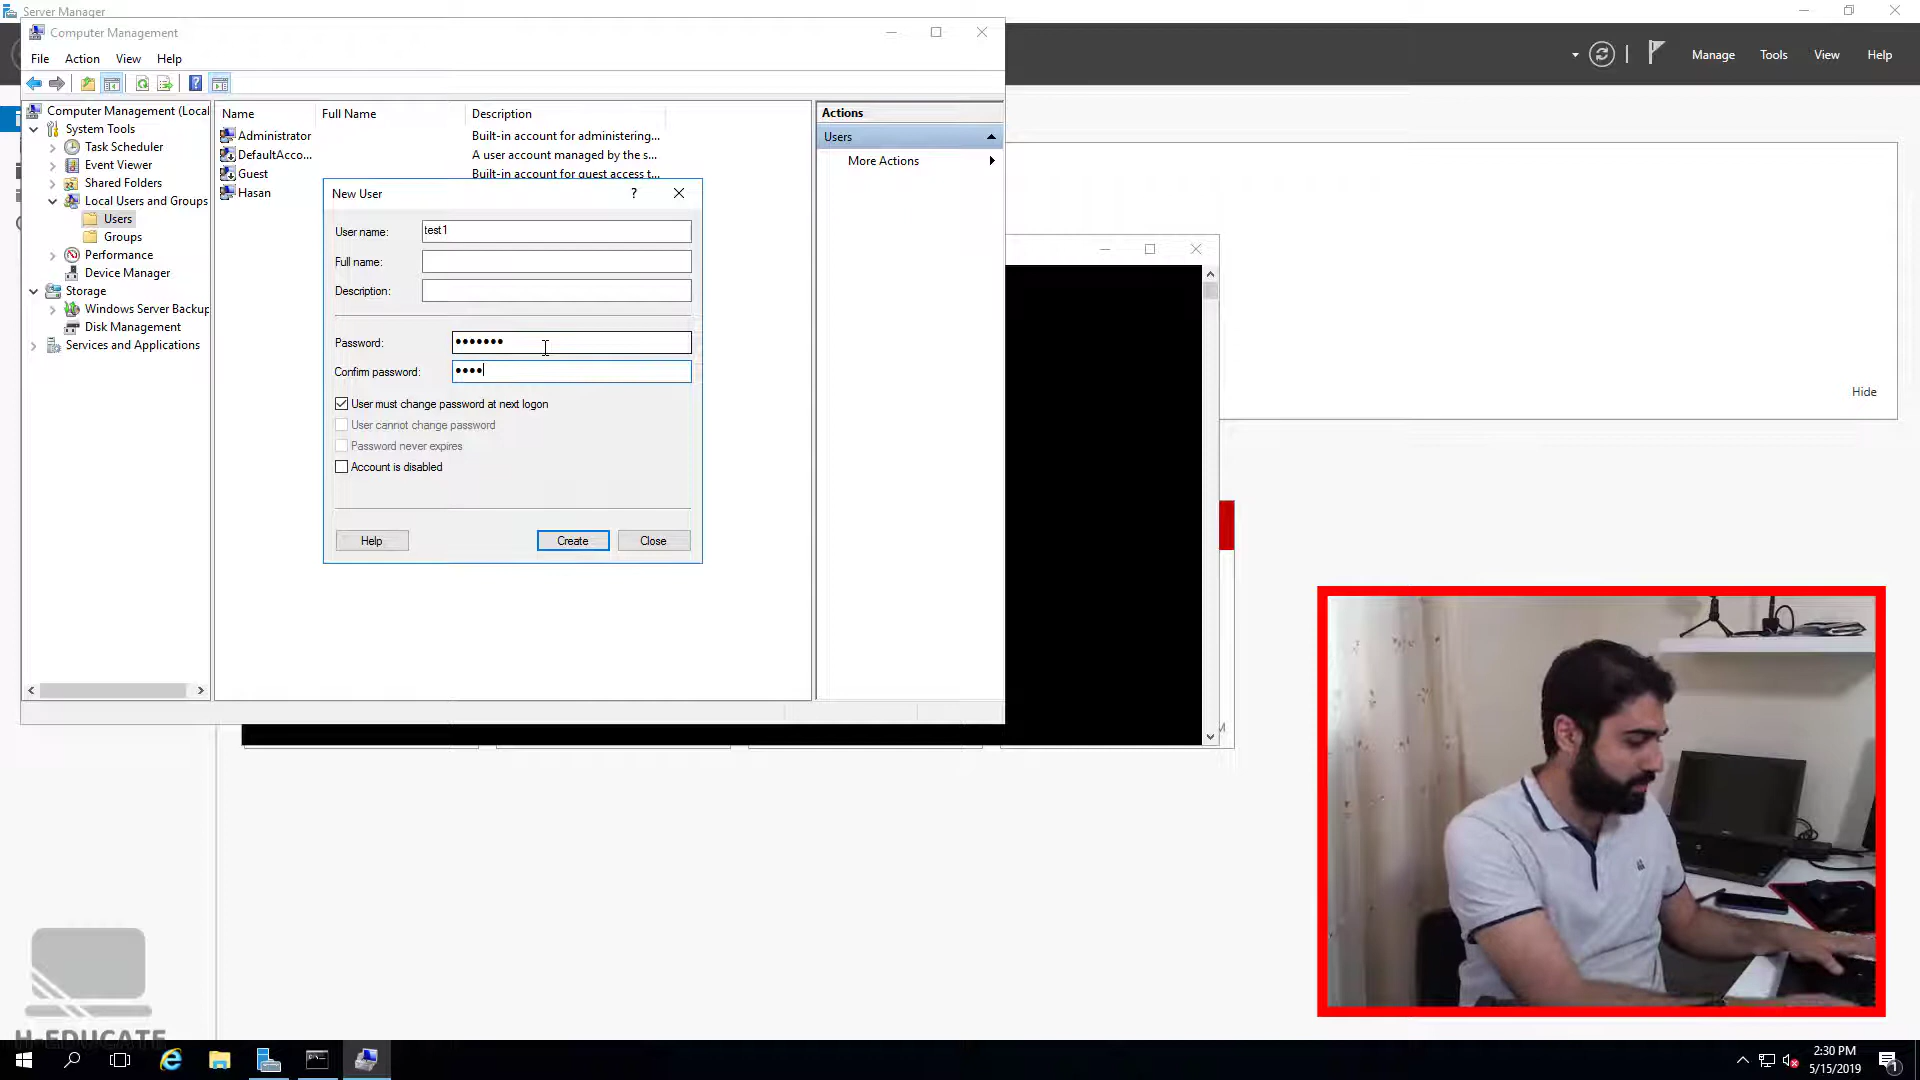 Server Manager
Computer Management
File Action View Help
Manage Tools View Help
Computer Management (Local
System Tools
Task Scheduler
Event Viewer
Shared Folders
Local Users and Groups
Users
Groups
Performance
Device Manager
Storage
Windows Server Backup
Disk Management
Services and Applications
Name Full Name Description
Administrator Built-in account for administering...
DefaultAcco... A user account managed by the s...
Guest Built-in account for guest access t...
Hasan
Actions
Users
More Actions
New User
?
User name: test1
Full name:
Description:
Password: •••••••
Confirm password: ••••
User must change password at next logon
User cannot change password
Password never expires
Account is disabled
Help Create Close
Hide
H-EDUCATE
2:30 PM
5/15/2019
1